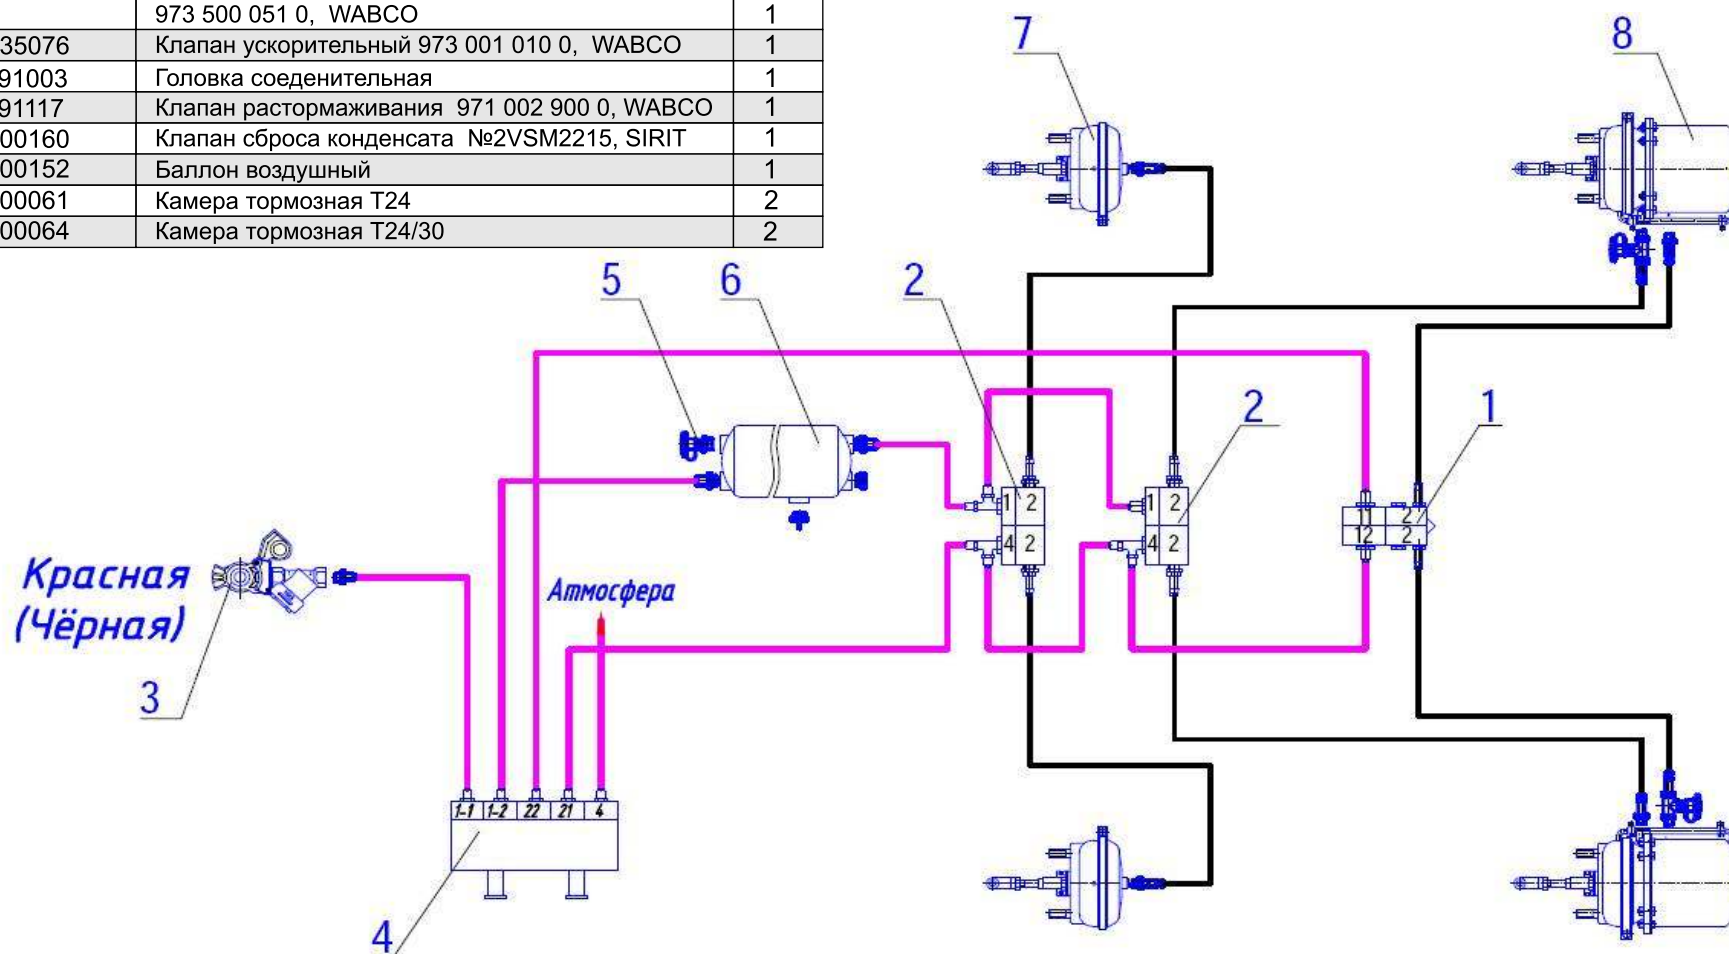 973 500 051 0, WABCO 1
35076 Клапан ускорительный 973 001 010 0, WABCO 1
91003 Головка соеденительная 1
91117 Клапан растормаживания 971 002 900 0, WABCO 1
00160 Клапан сброса конденсата №2VSM2215, SIRIT 1
00152 Баллон воздушный 1
00061 Камера тормозная Т24 2
00064 Камера тормозная Т24/30 2
7
8
5
6
2
2
1
1 2
4 2
1 2
4 2
11 2
12 2
Красная
(Чёрная)
Атмосфера
3
1-1 1-2 22 21 4
4